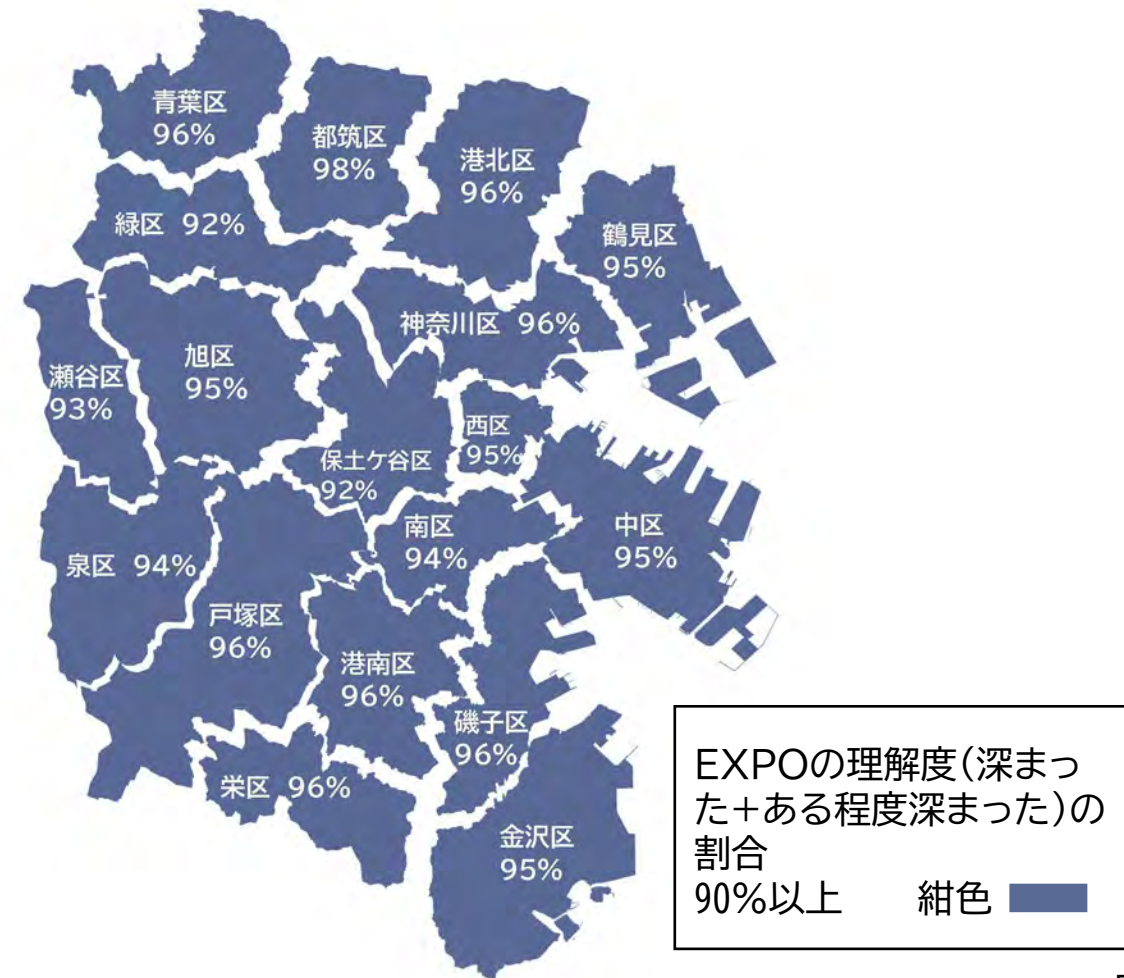 青葉区
96%
都筑区
98%
港北区
96%
緑区 92%
鶴見区
95%
神奈川区 96%
旭区
95%
瀬谷区
93%
西区
95%
保土ケ谷区
92%
南区
94%
中区
95%
泉区 94%
戸塚区
96%
港南区
96%
磯子区
96%
栄区 96%
金沢区
95%
EXPOの理解度(深まっ
た+ある程度深まった)の
割合
90%以上 紺色